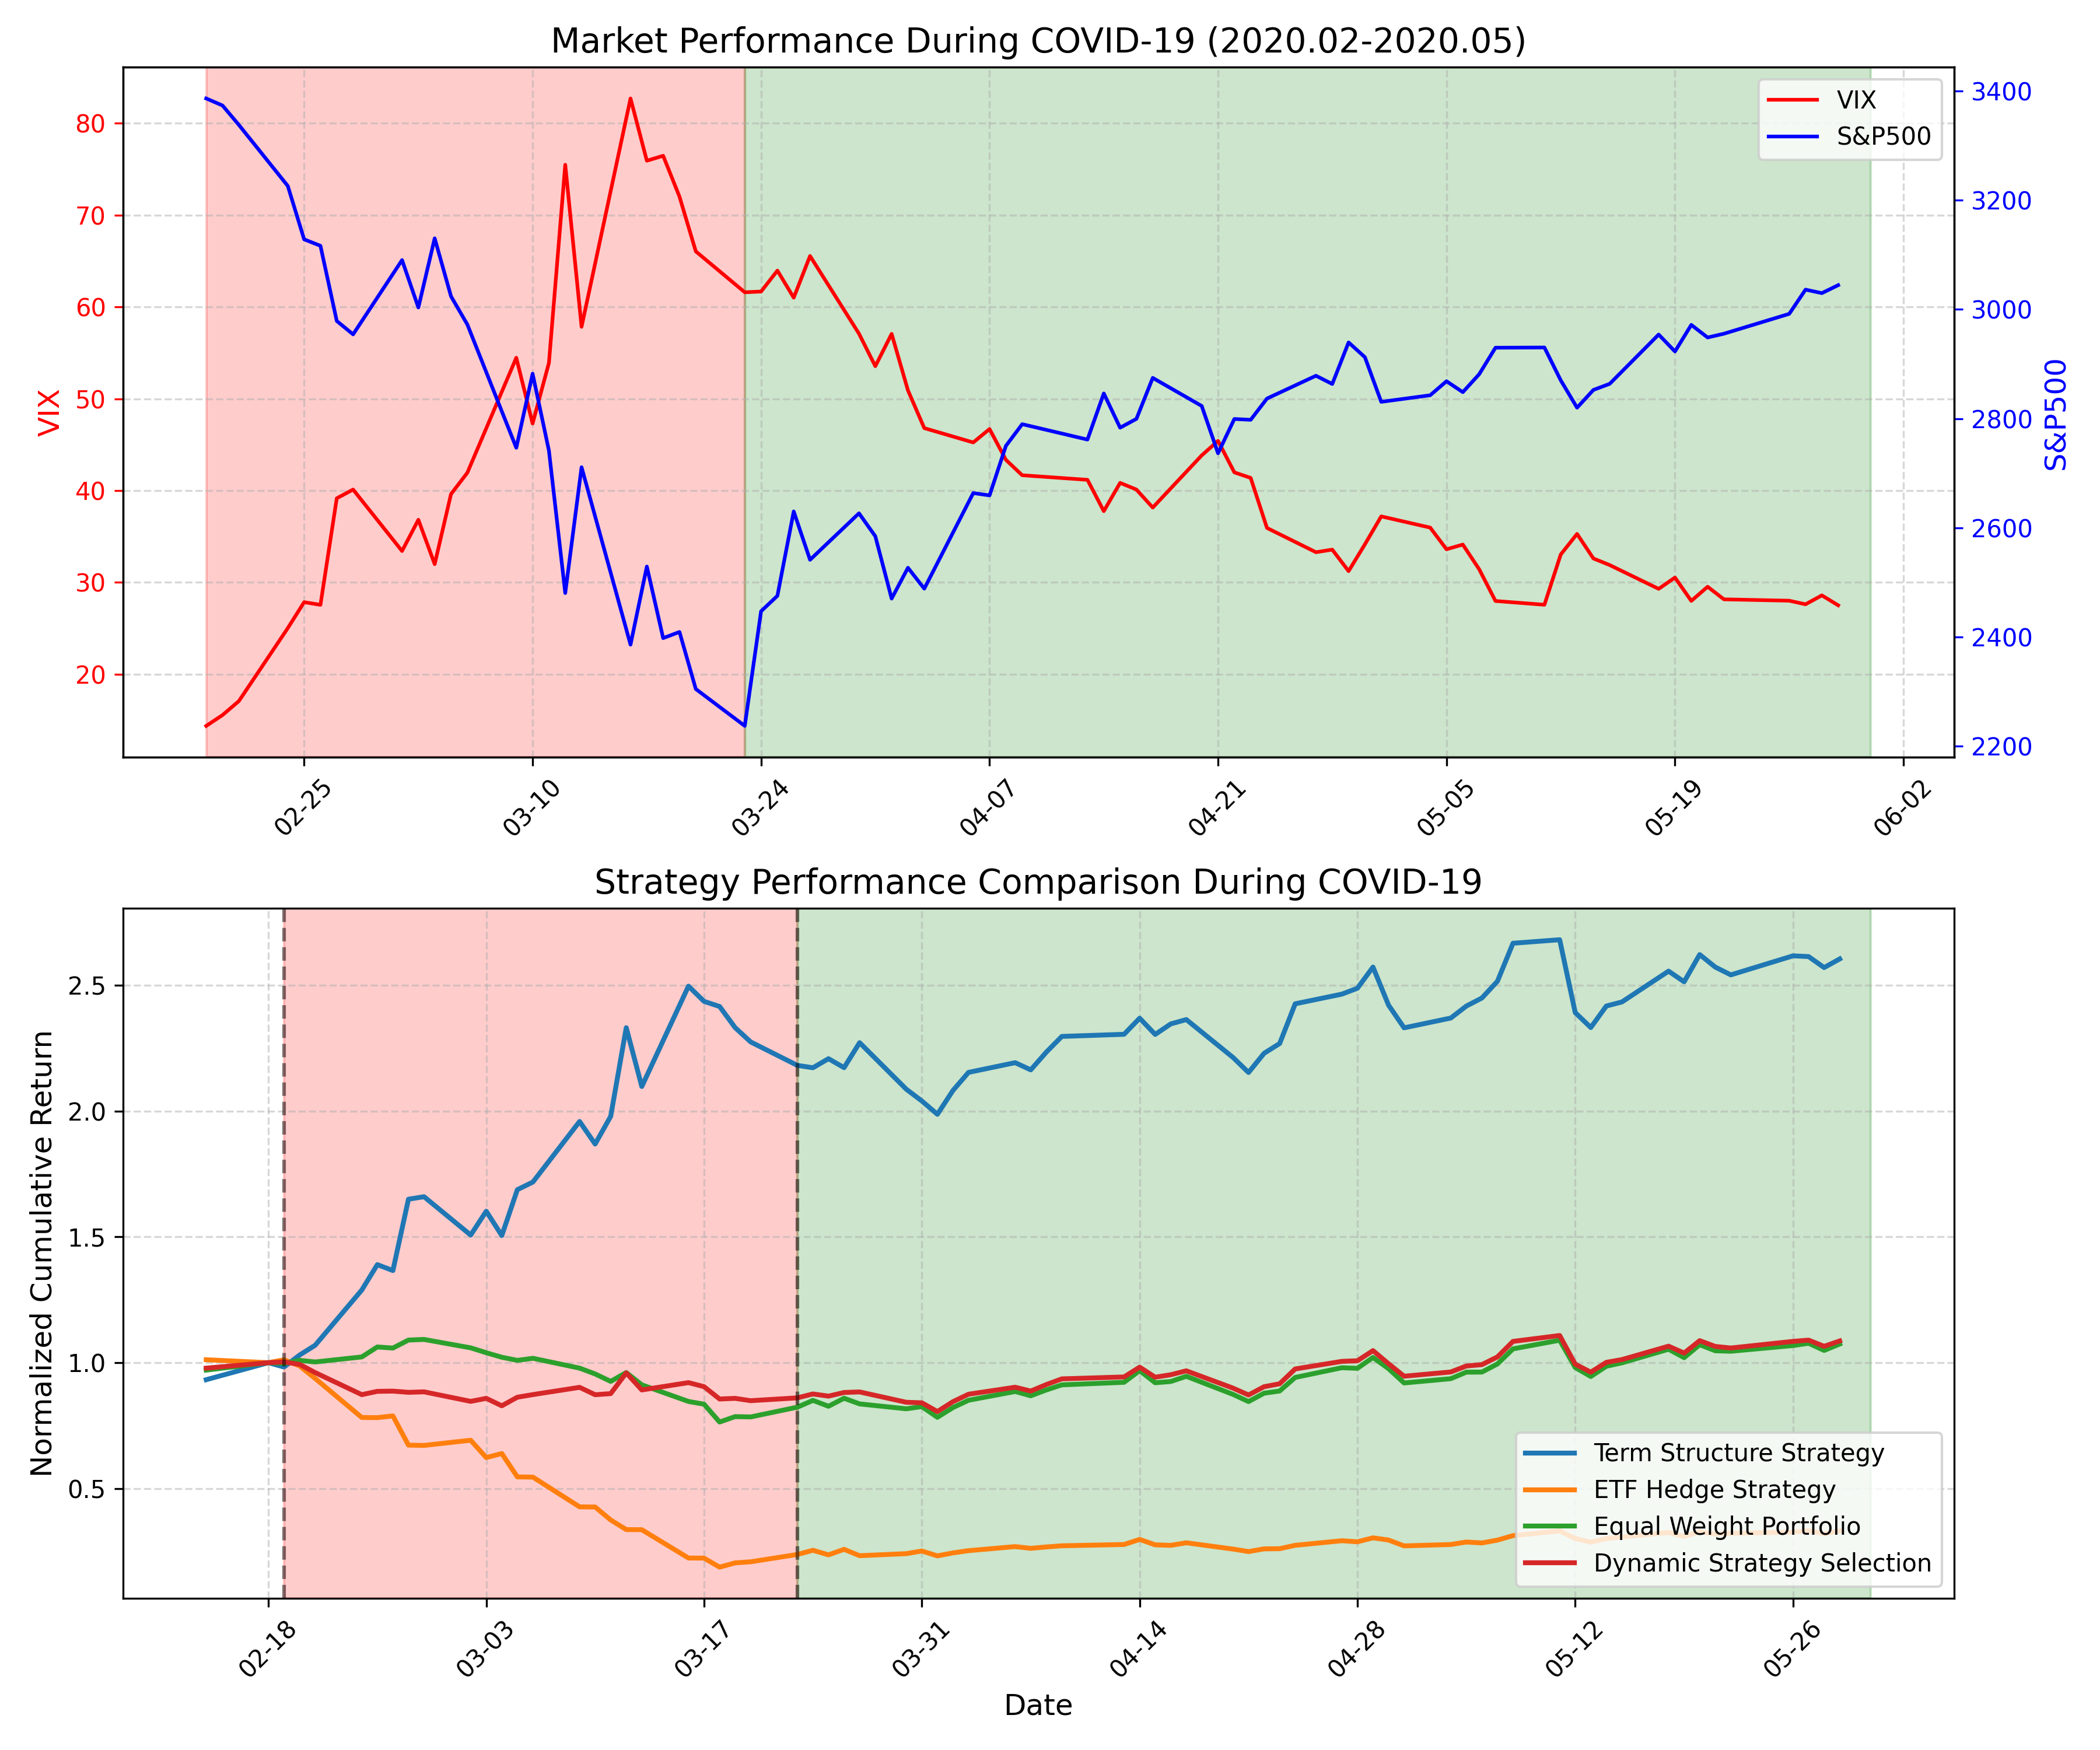 Market Performance During COVID-19 (2020.02-2020.05)
VIX
S&P500
80
70
60
50
40
30
20
VIX
3400
3200
3000
2800
2600
2400
2200
S&P500
02-25
03-10
03-24
04-07
04-21
05-05
05-19
06-02
Strategy Performance Comparison During COVID-19
2.5
2.0
1.5
1.0
0.5
Normalized Cumulative Return
Term Structure Strategy
ETF Hedge Strategy
Equal Weight Portfolio
Dynamic Strategy Selection
02-18
03-03
03-17
03-31
04-14
04-28
05-12
05-26
Date